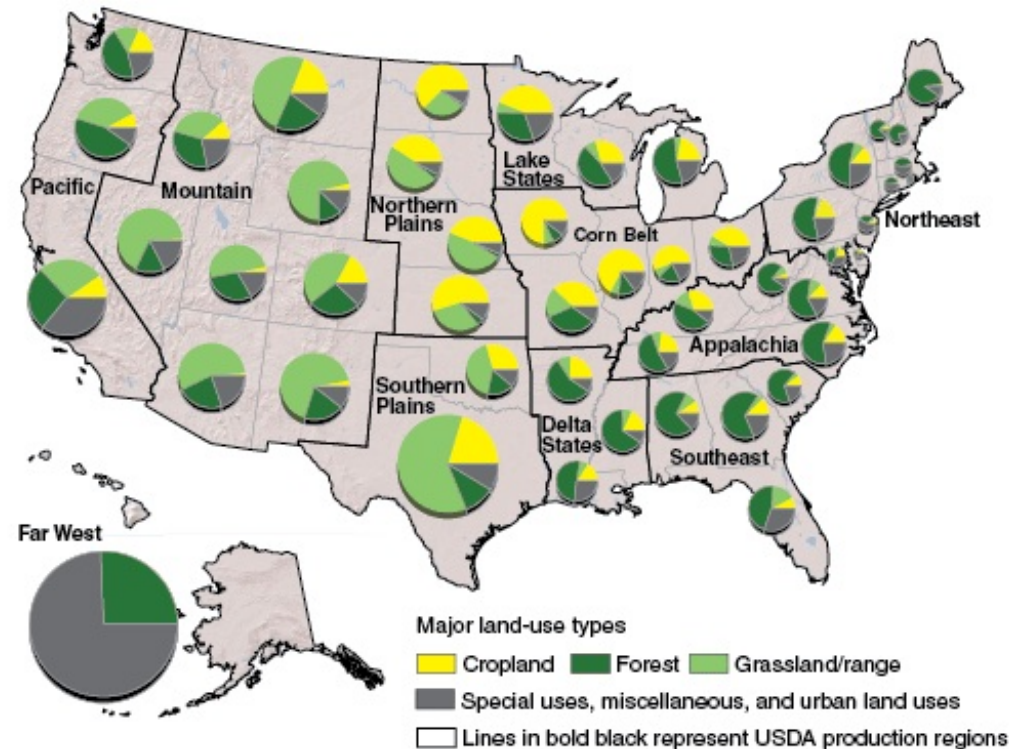 Pacific
Mountain
Northern
Plains
Lake
States
Corn Belt
Northeast
Appalachia
Southern
Plains
Delta
States
Southeast
Far West
Major land-use types
Cropland Forest Grassland/range
Special uses, miscellaneous, and urban land uses
Lines in bold black represent USDA production regions